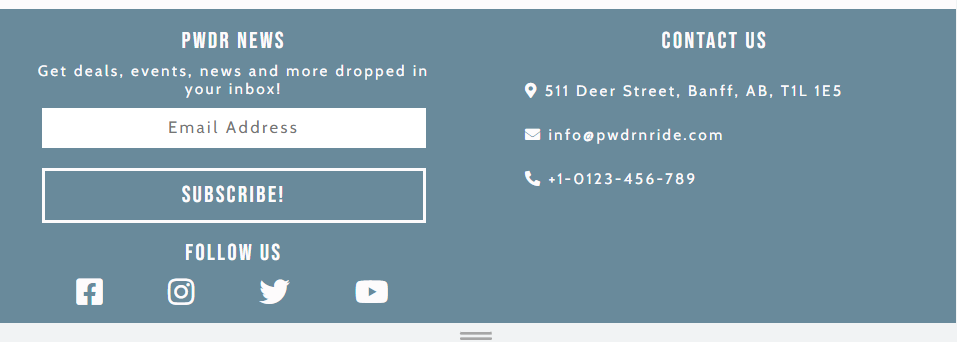 PWDR NEWS
Get deals, events, news and more dropped in
your inbox!
Email Address
SUBSCRIBE!
FOLLOW US
CONTACT US
511 Deer Street, Banff, AB, T1L 1E5
info@pwdrnride.com
+1-0123-456-789